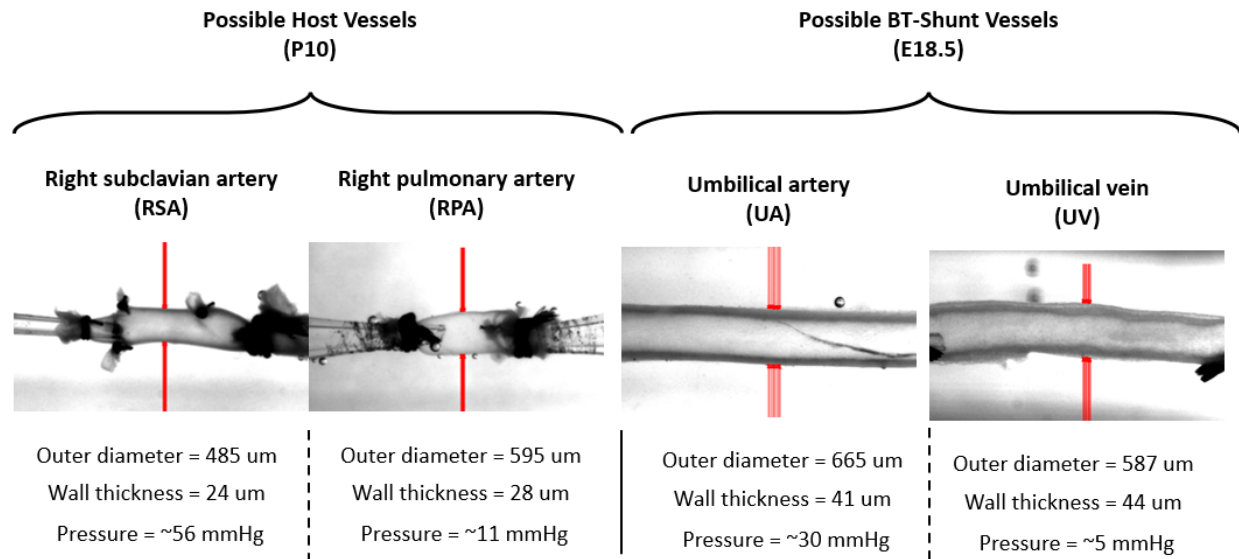 Possible Host Vessels
(P10)
Possible BT-Shunt Vessels
(E18.5)
Right subclavian artery
(RSA)
Right pulmonary artery
(RPA)
Umbilical artery
(UA)
Umbilical vein
(UV)
Outer diameter = 485 um
Wall thickness = 24 um
Pressure = ~56 mmHg
Outer diameter = 595 um
Wall thickness = 28 um
Pressure = ~11 mmHg
Outer diameter = 665 um
Wall thickness = 41 um
Pressure = ~30 mmHg
Outer diameter = 587 um
Wall thickness = 44 um
Pressure = ~5 mmHg